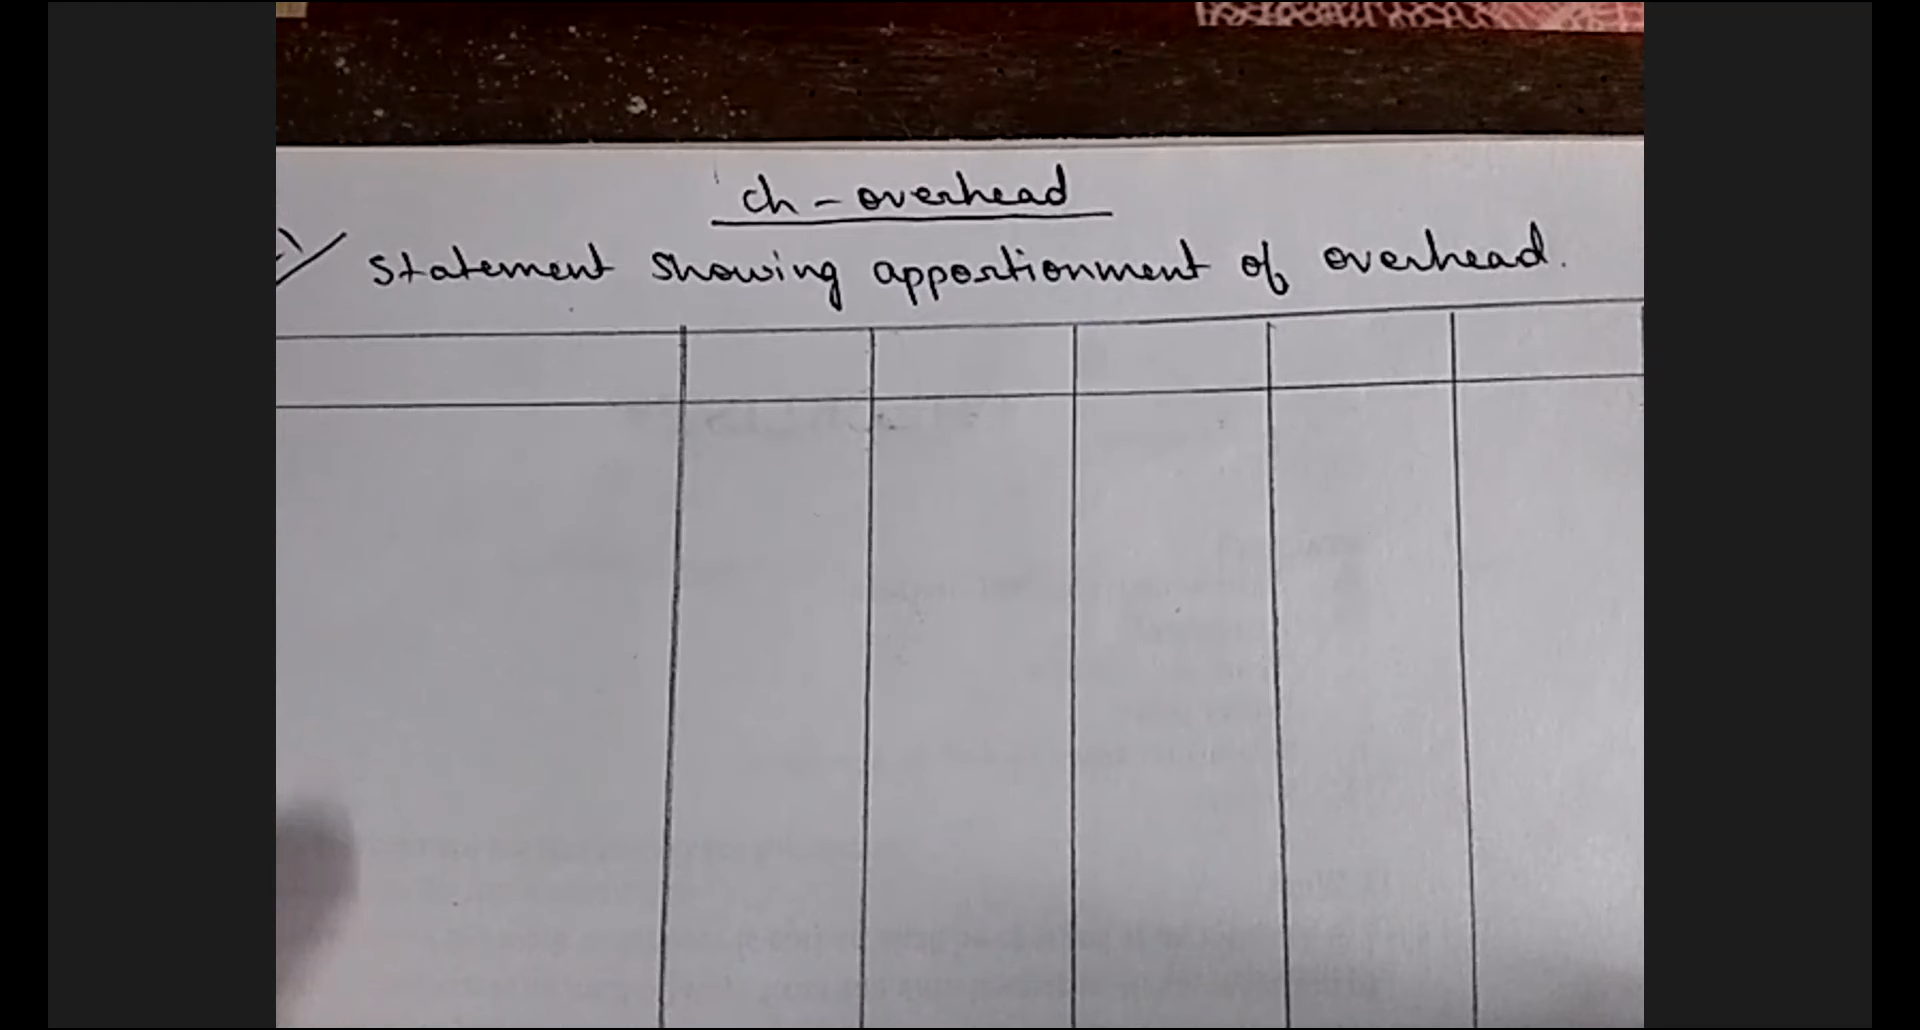 ch - overhead
Statement showing apportionment of overhead.